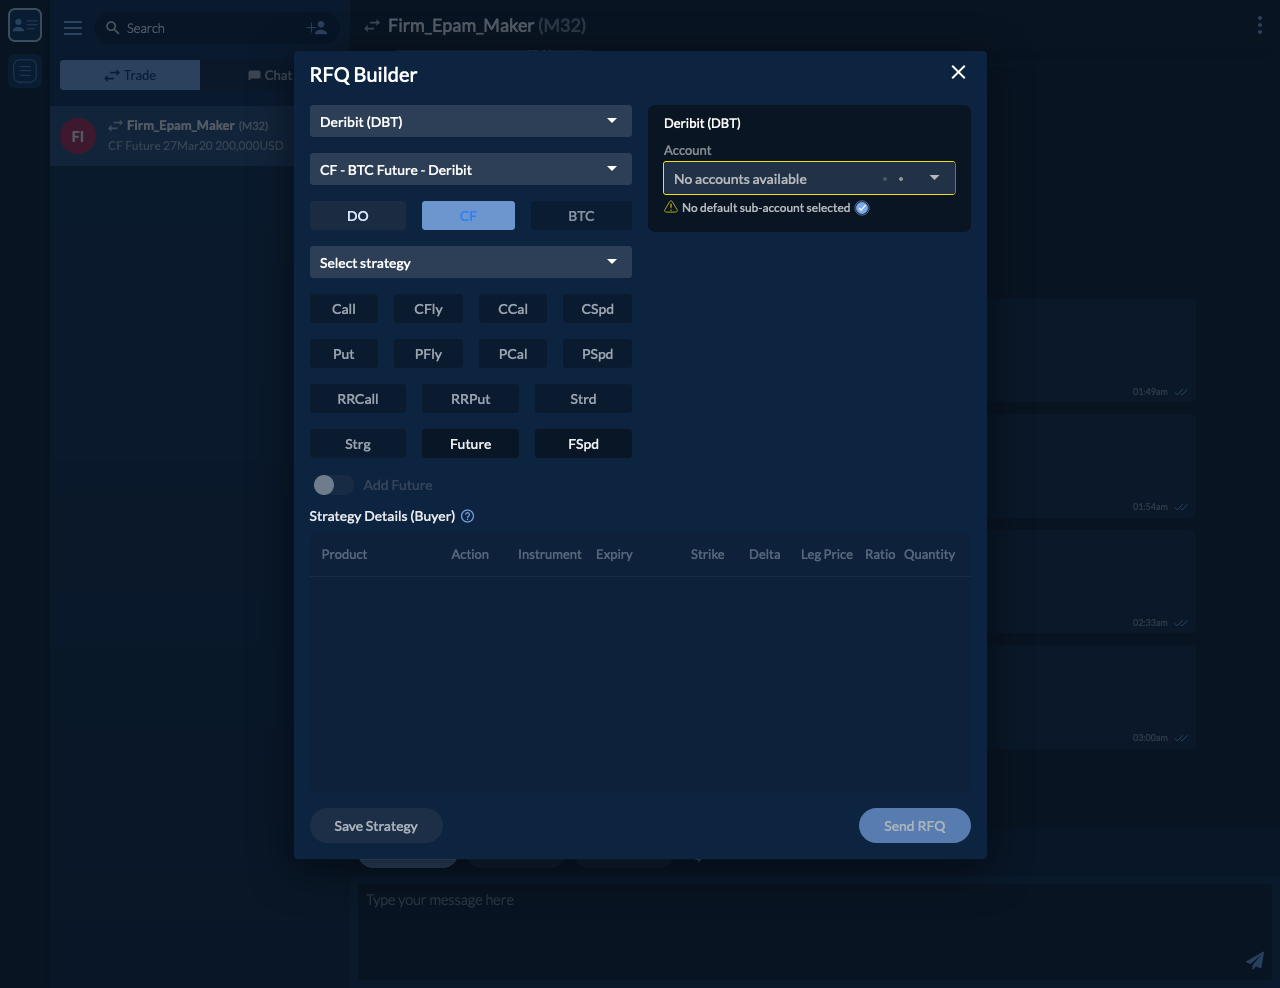 Search
Firm_Epam_Maker (M32)
Trade
Chat
FI
Firm_Epam_Maker (M32)
CF Future 27Mar20 200,000USD
RFQ Builder
Deribit (DBT)
CF - BTC Future - Deribit
DO
CF
BTC
Select strategy
Call
CFly
CCal
CSpd
Put
PFly
PCal
PSpd
RRCall
RRPut
Strd
Strg
Future
FSpd
Add Future
Deribit (DBT)
Account
No accounts available
No default sub-account selected
Strategy Details (Buyer)
Product Action Instrument Expiry Strike Delta Leg Price Ratio Quantity
Save Strategy
Send RFQ
01:49am
01:54am
02:33am
03:00am
Type your message here